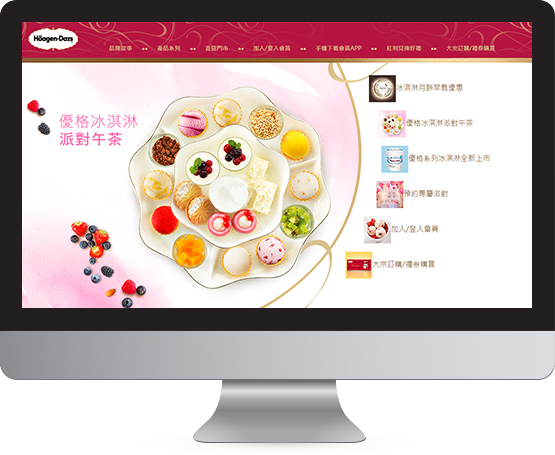 Häagen-Dazs
品牌故事
產品系列
直營門市
加入/登入會員
手機下載會員APP
紅利兌換好禮
大宗訂購/禮券購買
優格冰淇淋
派對午茶
冰淇淋月餅早鳥優惠
優格冰淇淋派對午茶
優格系列冰淇淋全新上市
預約專屬派對
加入/登入會員
大宗訂購/禮券購買